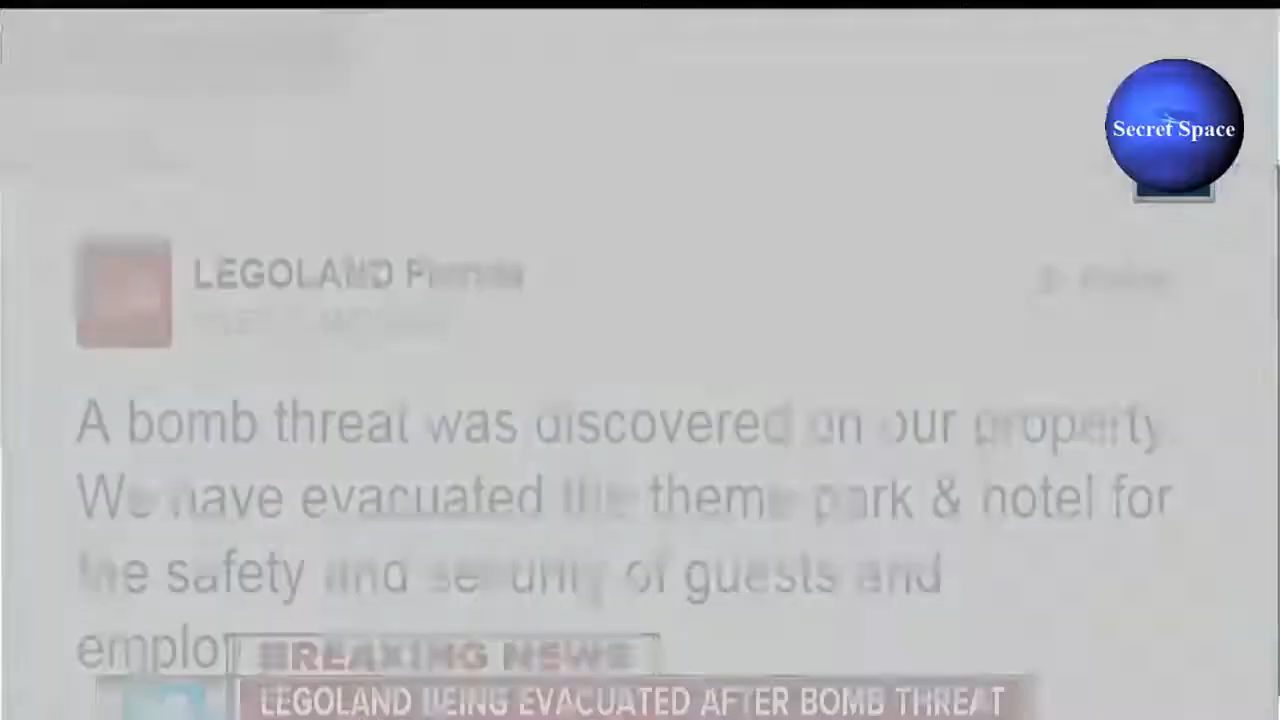 Secret Space
LEGOLAND Florida
A bomb threat was discovered on our property.
We have evacuated the theme park & hotel for
the safety and security of guests and
BREAKING NEWS
LEGOLAND BEING EVACUATED AFTER BOMB THREAT